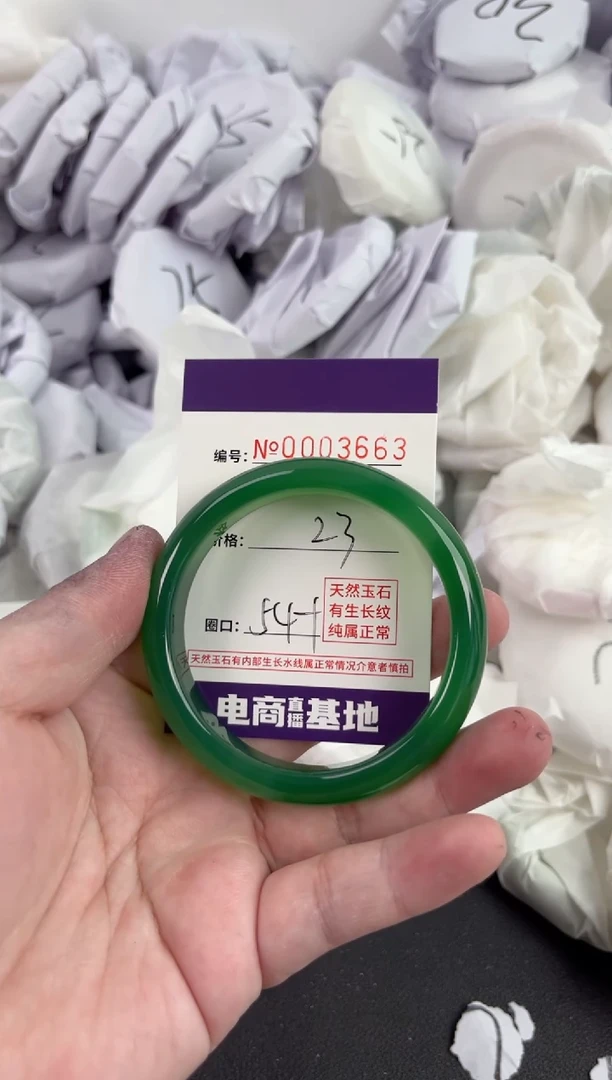 编号: №0003663
价格: 23
圈口: 54+
天然玉石
有生长纹
纯属正常
天然玉石有内部生长水线属正常情况介意者慎拍
电商直播基地